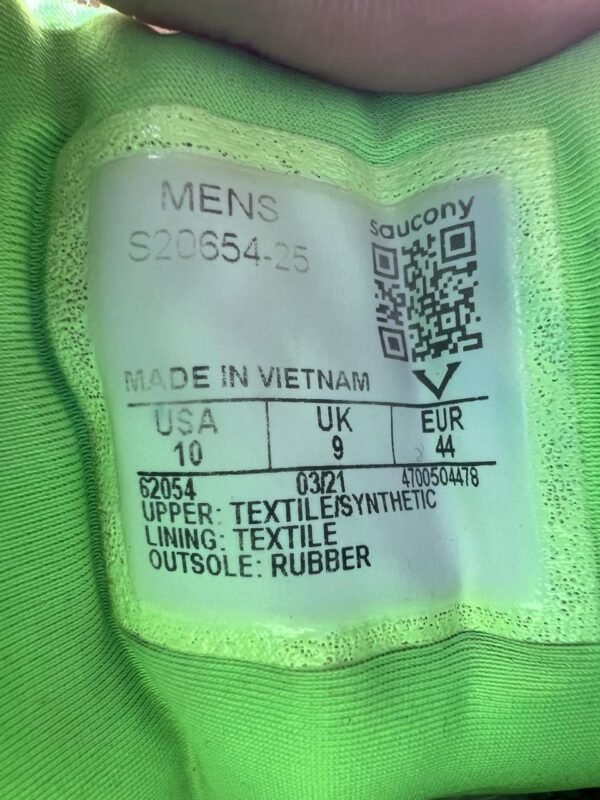 MENS
S20654-25
saucony
MADE IN VIETNAM
USA UK EUR
10 9 44
62054 03/21 4700504478
UPPER: TEXTILE/SYNTHETIC
LINING: TEXTILE
OUTSOLE: RUBBER